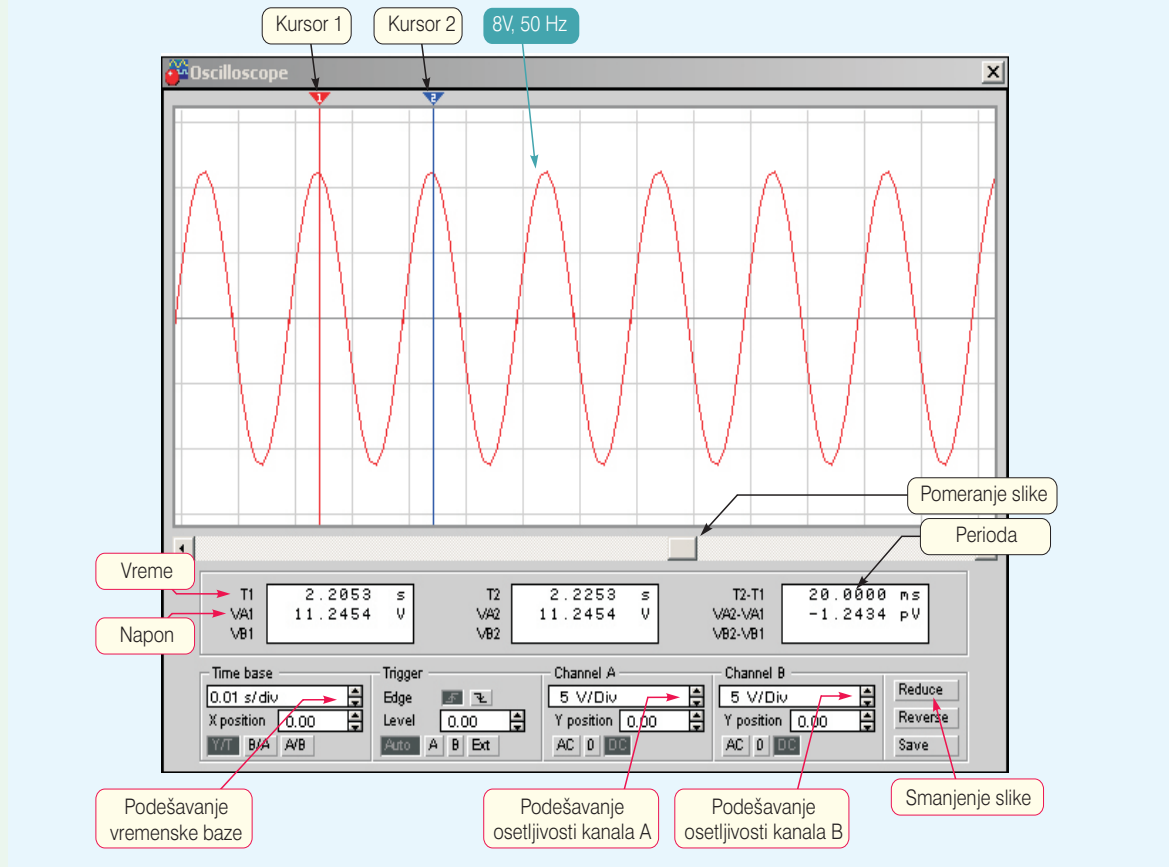 Kursor 1
Kursor 2
8V, 50 Hz
Oscilloscope
1
2
Pomeranje slike
Perioda
Vreme
Napon
T1 2.2053 s
VA1 11.2454 V
VB1
T2 2.2253 s
VA2 11.2454 V
VB2
T2-T1 20.0000 ms
VA2-VA1 -1.2434 pV
VB2-VB1
Time base
0.01 s/div
X position 0.00
Y/T B/A A/B
Trigger
Edge
Level 0.00
Auto A B Ext
Channel A
5 V/Div
Y position 0.00
AC 0 DC
Channel B
5 V/Div
Y position 0.00
AC 0 DC
Reduce
Reverse
Save
Podešavanje
vremenske baze
Podešavanje
osetljivosti kanala A
Podešavanje
osetljivosti kanala B
Smanjenje slike